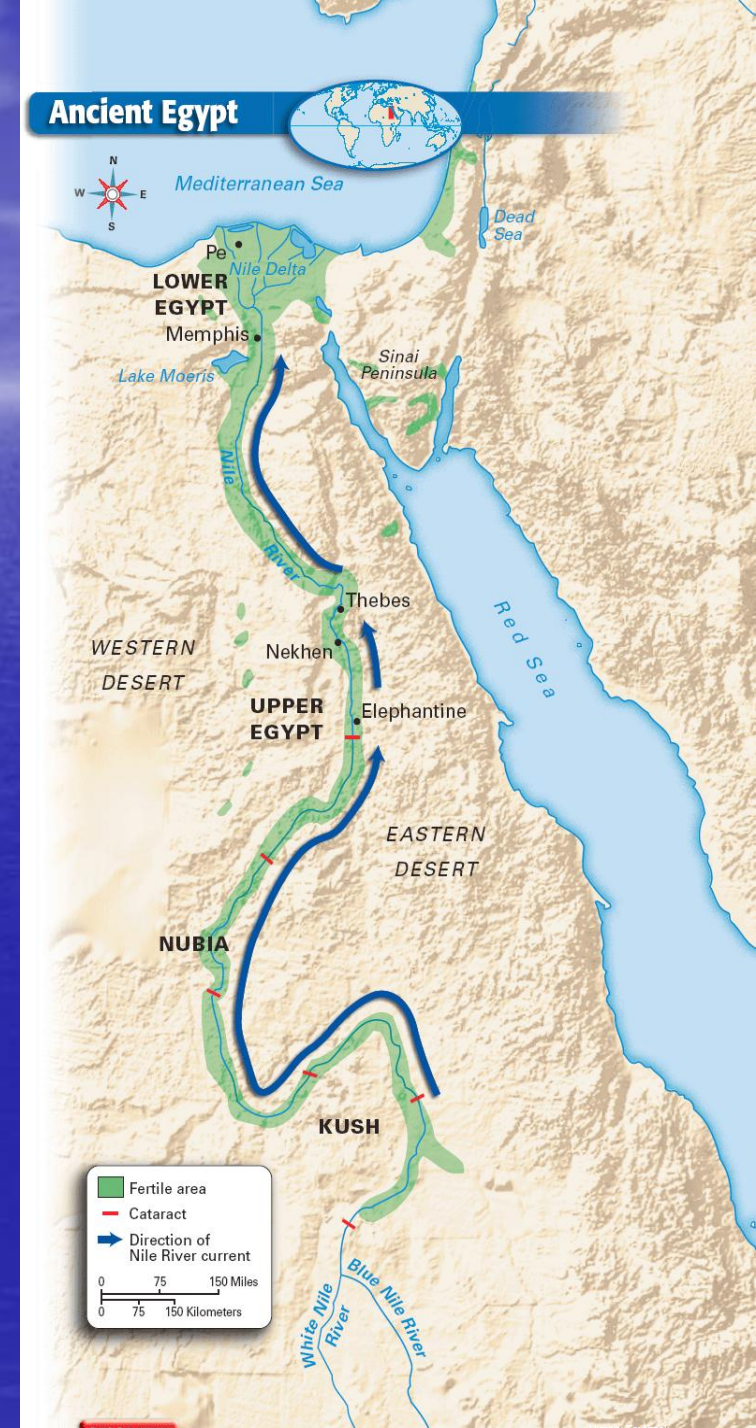 Ancient Egypt
N
W
E
S
Mediterranean Sea
Dead
Sea
Pe
Nile Delta
LOWER
EGYPT
Memphis
Lake Moeris
Sinai
Peninsula
Nile
River
Thebes
Red Sea
WESTERN
DESERT
Nekhen
UPPER
EGYPT
Elephantine
EASTERN
DESERT
NUBIA
KUSH
Fertile area
Cataract
Direction of
Nile River current
0 75 150 Miles
0 75 150 Kilometers
White Nile
River
Blue Nile River